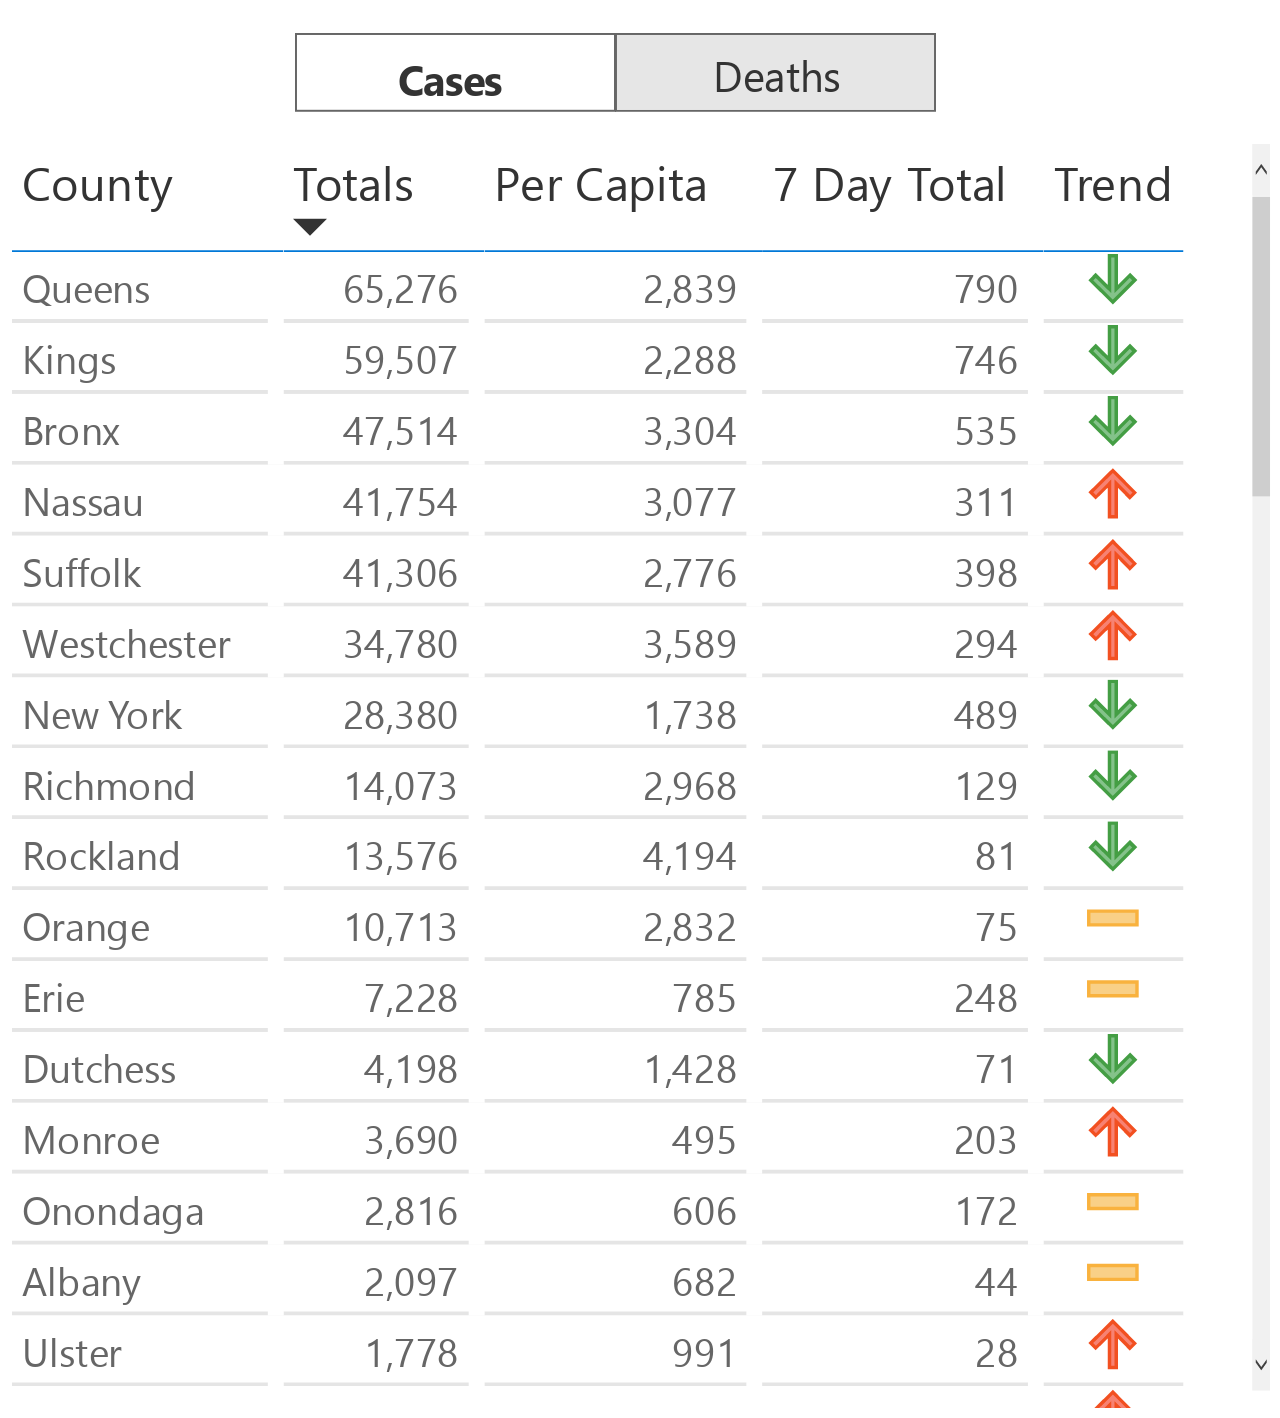 Cases Deaths
County Totals Per Capita 7 Day Total Trend
Queens 65,276 2,839 790
Kings 59,507 2,288 746
Bronx 47,514 3,304 535
Nassau 41,754 3,077 311
Suffolk 41,306 2,776 398
Westchester 34,780 3,589 294
New York 28,380 1,738 489
Richmond 14,073 2,968 129
Rockland 13,576 4,194 81
Orange 10,713 2,832 75
Erie 7,228 785 248
Dutchess 4,198 1,428 71
Monroe 3,690 495 203
Onondaga 2,816 606 172
Albany 2,097 682 44
Ulster 1,778 991 28